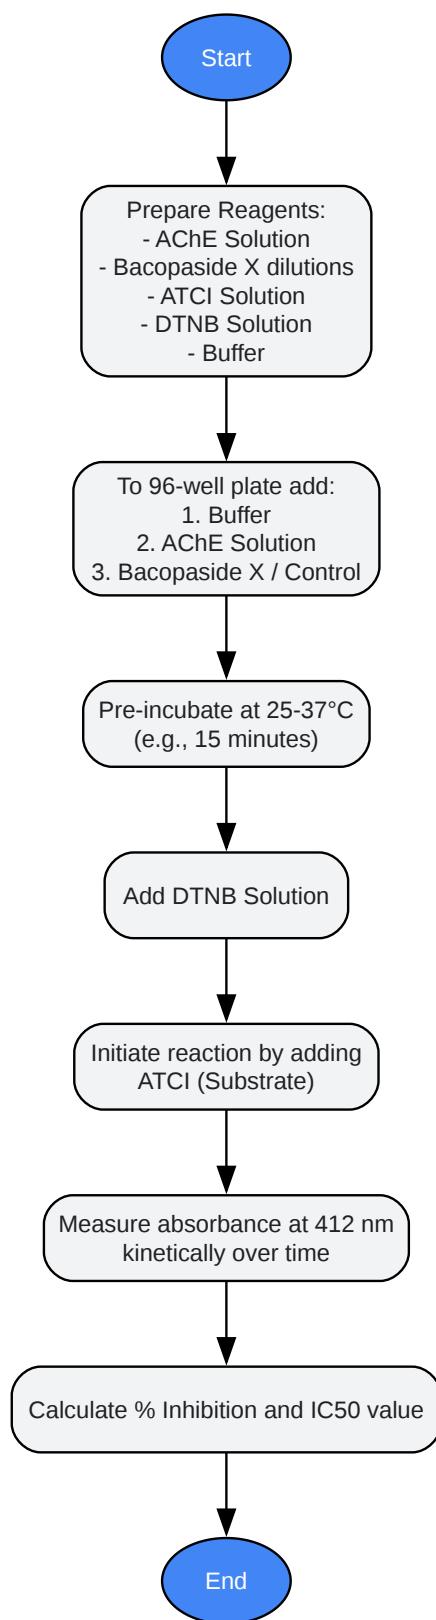 Start
Prepare Reagents:
- AChE Solution
- Bacopaside X dilutions
- ATCI Solution
- DTNB Solution
- Buffer
To 96-well plate add:
1. Buffer
2. AChE Solution
3. Bacopaside X / Control
Pre-incubate at 25-37°C
(e.g., 15 minutes)
Add DTNB Solution
Initiate reaction by adding
ATCI (Substrate)
Measure absorbance at 412 nm
kinetically over time
Calculate % Inhibition and IC50 value
End